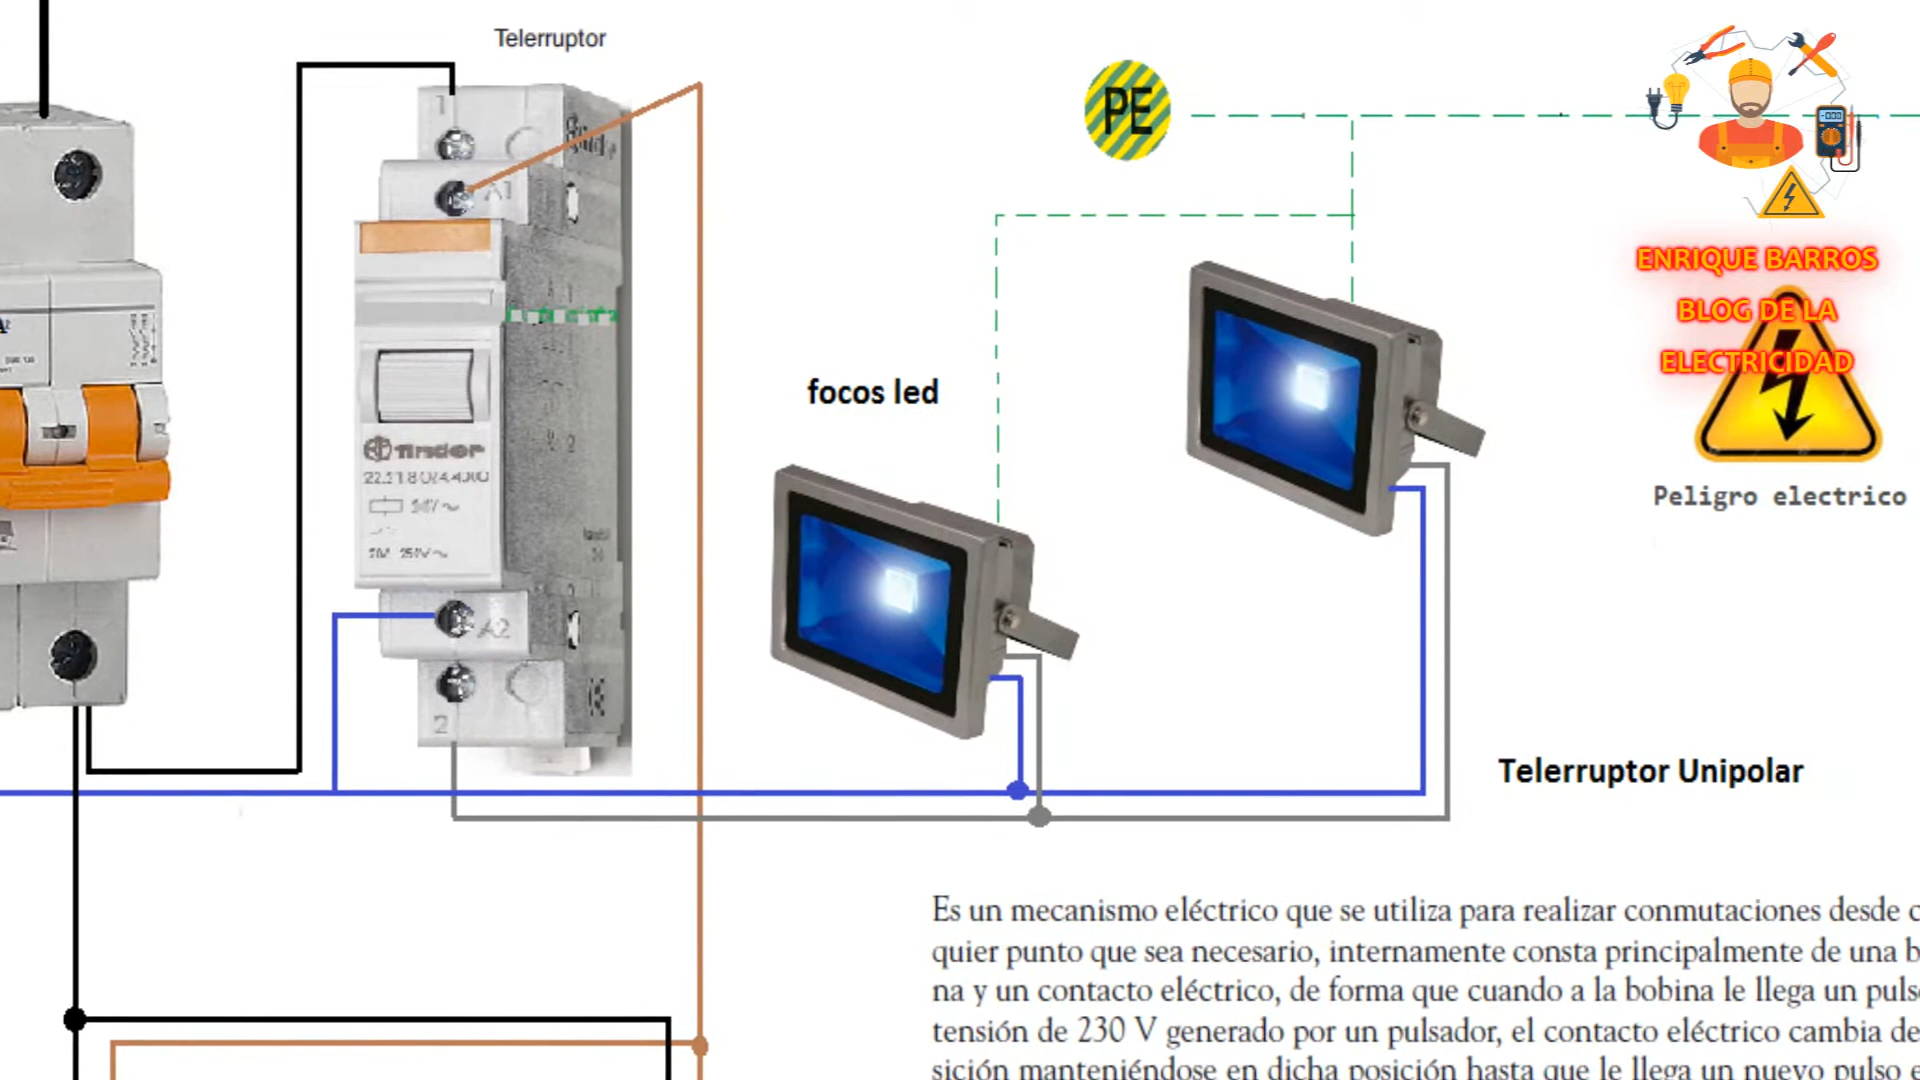 Telerruptor
1
A1
PE
ENRIQUE BARROS
BLOG DE LA
ELECTRICIDAD
Peligro electrico
focos led
finder
A2
2
Telerruptor Unipolar
Es un mecanismo eléctrico que se utiliza para realizar conmutaciones desde c
quier punto que sea necesario, internamente consta principalmente de una b
na y un contacto eléctrico, de forma que cuando a la bobina le llega un puls
tensión de 230 V generado por un pulsador, el contacto eléctrico cambia de
sición manteniéndose en dicha posición hasta que le llega un nuevo pulso e